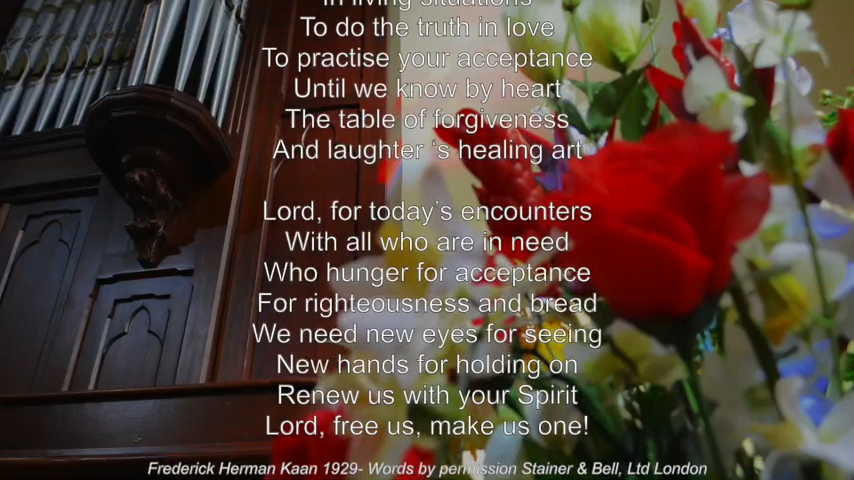 In living situations
To do the truth in love
To practise your acceptance
Until we know by heart
The table of forgiveness
And laughter ‘s healing art
Lord, for today’s encounters
With all who are in need
Who hunger for acceptance
For righteousness and bread
We need new eyes for seeing
New hands for holding on
Renew us with your Spirit
Lord, free us, make us one!
Frederick Herman Kaan 1929- Words by permission Stainer & Bell, Ltd London